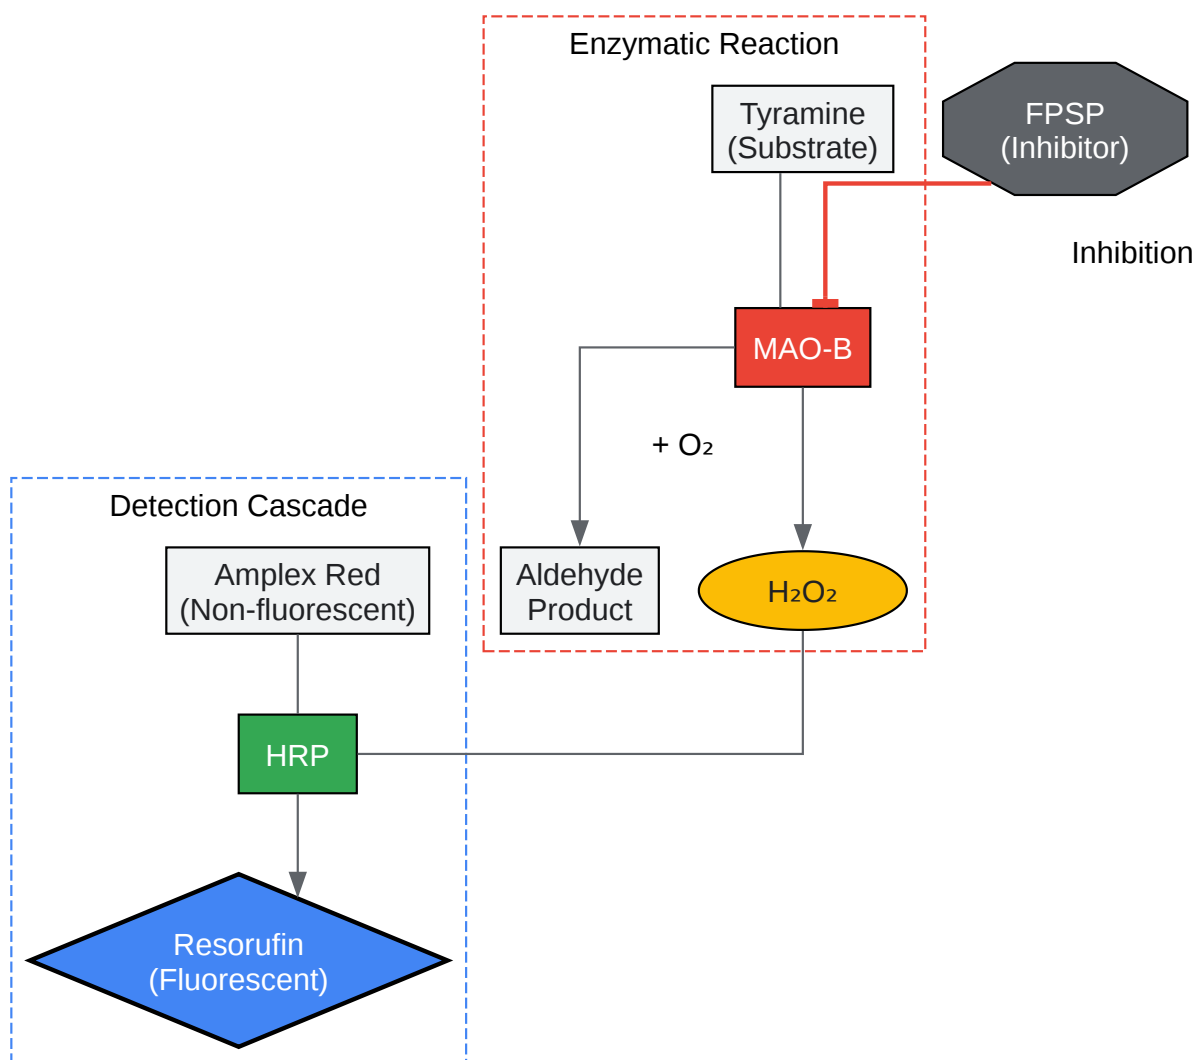 Enzymatic Reaction
Tyramine
(Substrate)
FPSP
(Inhibitor)
Inhibition
MAO-B
+ O₂
Detection Cascade
Amplex Red
(Non-fluorescent)
Aldehyde
Product
H₂O₂
HRP
Resorufin
(Fluorescent)